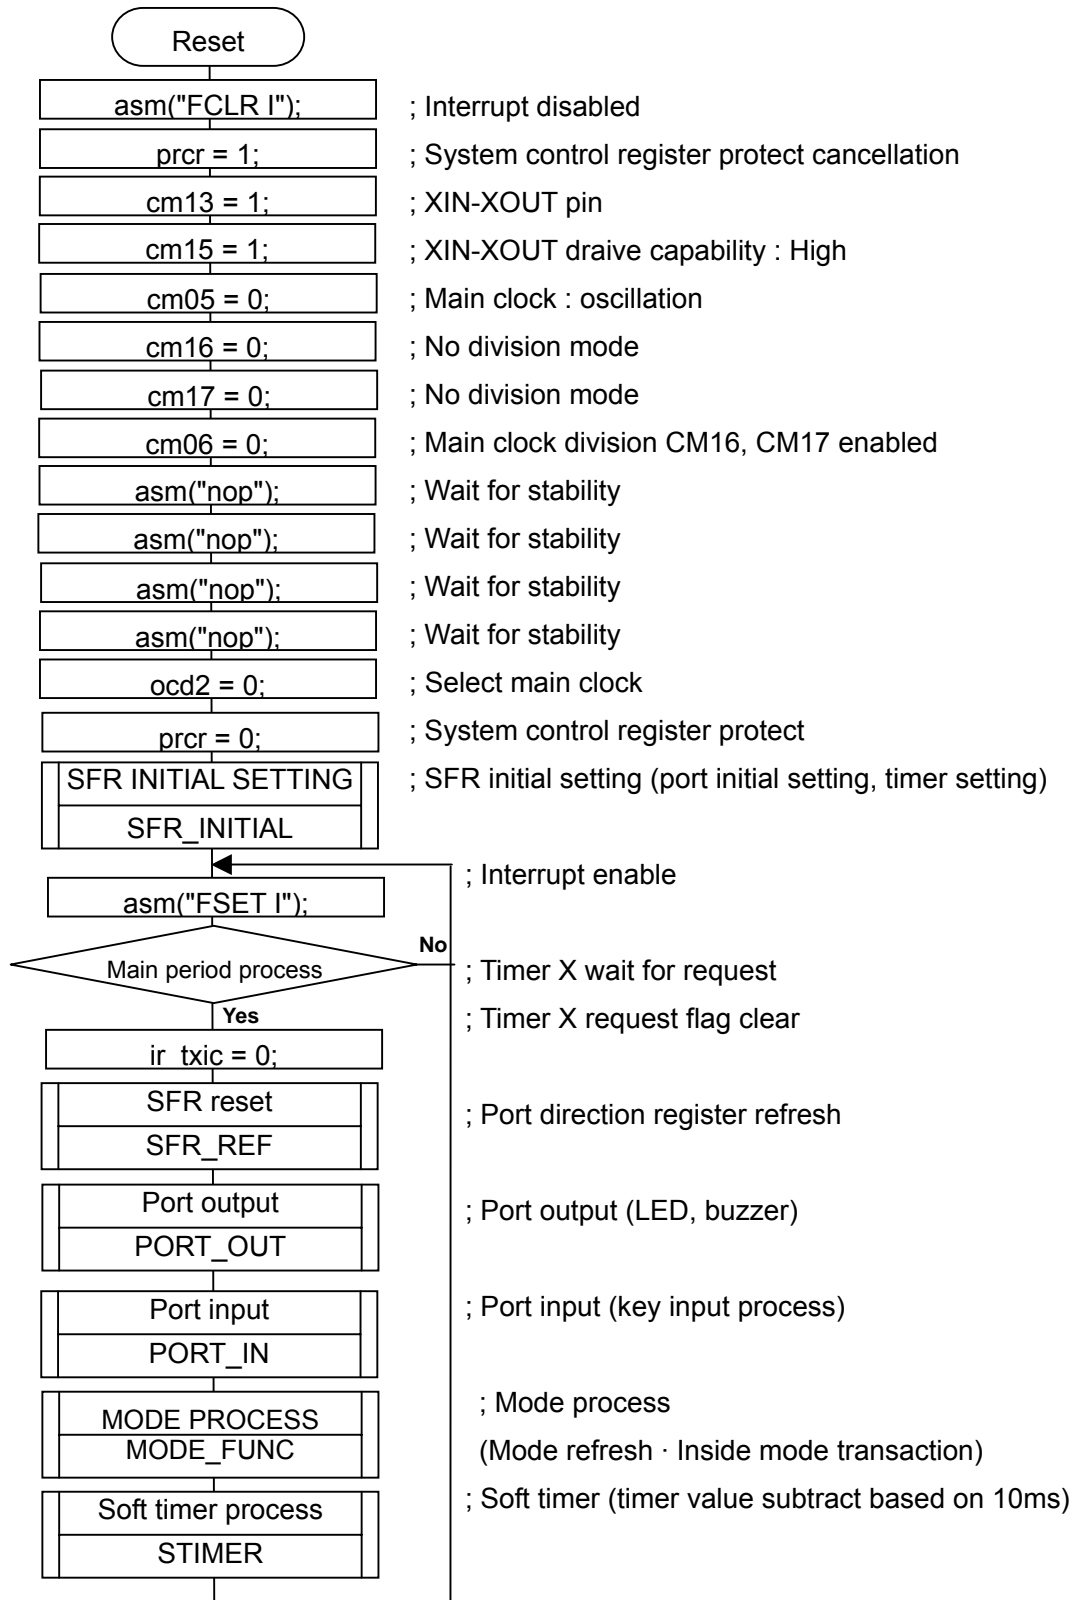 Reset
asm("FCLR I"); ; Interrupt disabled
prcr = 1; ; System control register protect cancellation
cm13 = 1; ; XIN-XOUT pin
cm15 = 1; ; XIN-XOUT draive capability : High
cm05 = 0; ; Main clock : oscillation
cm16 = 0; ; No division mode
cm17 = 0; ; No division mode
cm06 = 0; ; Main clock division CM16, CM17 enabled
asm("nop"); ; Wait for stability
asm("nop"); ; Wait for stability
asm("nop"); ; Wait for stability
asm("nop"); ; Wait for stability
ocd2 = 0; ; Select main clock
prcr = 0; ; System control register protect
SFR INITIAL SETTING ; SFR initial setting (port initial setting, timer setting)
SFR_INITIAL
; Interrupt enable
asm("FSET I");
No
Main period process ; Timer X wait for request
Yes ; Timer X request flag clear
ir_txic = 0;
SFR reset
; Port direction register refresh
SFR_REF
Port output ; Port output (LED, buzzer)
PORT_OUT
Port input ; Port input (key input process)
PORT_IN
; Mode process
MODE PROCESS
MODE_FUNC (Mode refresh · Inside mode transaction)
Soft timer process ; Soft timer (timer value subtract based on 10ms)
STIMER